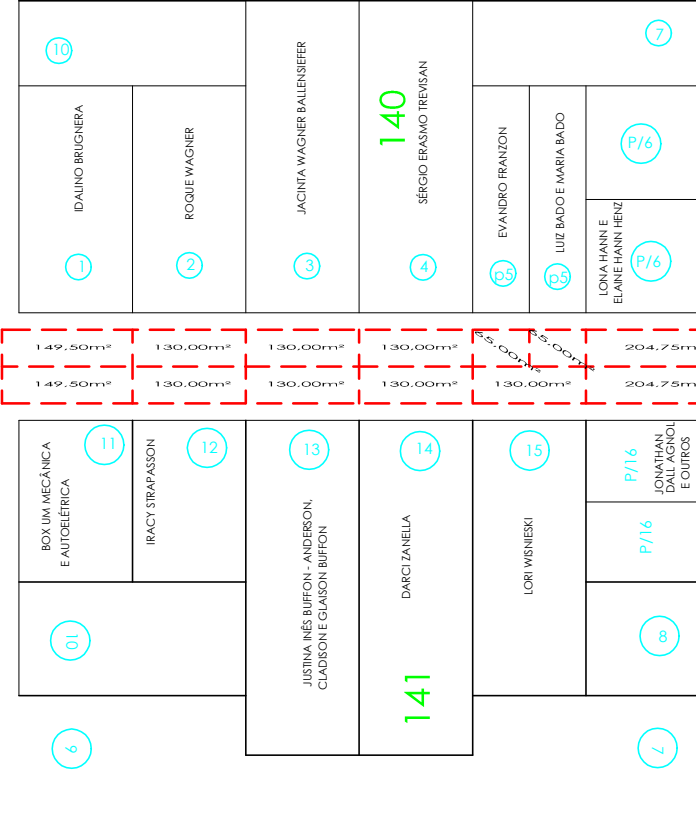 10
7
IDALINO BRUGNERA
ROQUE WAGNER
JACINTA WAGNER BALLENSIEFER
140
SÉRGIO ERASMO TREVISAN
EVANDRO FRANZON
LUIZ BADO E MARIA BADO
P/6
LONA HANN E
ELAINE HANN HENZ
P/6
1
2
3
4
p5
p5
149,50m²
130,00m²
130,00m²
130,00m²
65,00m²
65,00m²
204,75m
149,50m²
130,00m²
130,00m²
130,00m²
130,00m²
204,75m
11
12
13
14
15
BOX UM MECÂNICA
E AUTOELÉTRICA
IRACY STRAPASSON
JUSTINA INÊS BUFFON - ANDERSON,
CLADISON E GLAISON BUFFON
DARCI ZANELLA
LORI WISNIESKI
P/16
JONATHAN
DALL AGNOL
E OUTROS
P/16
10
8
141
9
7